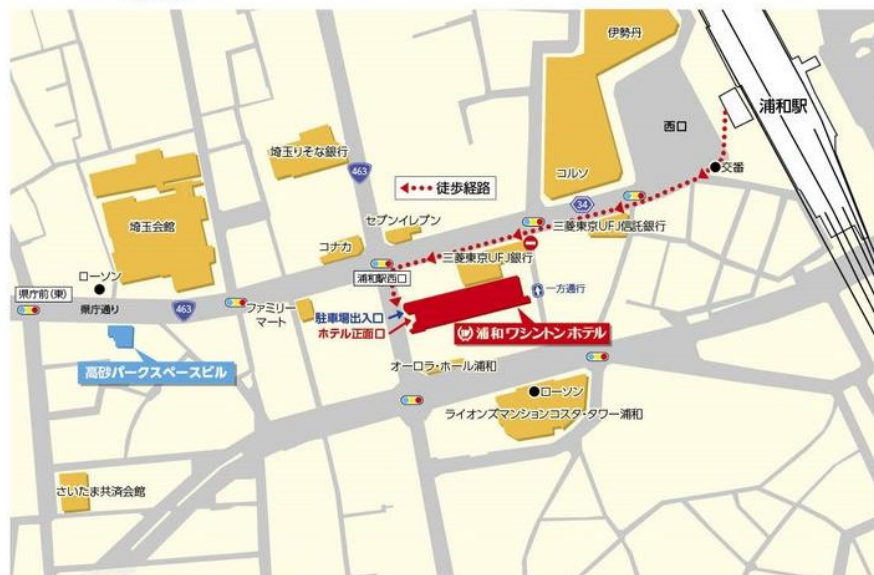 伊勢丹
浦和駅
西口
交番
コルソ
34
埼玉りそな銀行
463
徒歩経路
三菱東京UFJ信託銀行
セブンイレブン
埼玉会館
コナカ
三菱東京UFJ銀行
浦和駅西口
ローソン
県庁前(東)
県庁通り
463
ファミリー
マート
一方通行
駐車場出入口
ホテル正面口
浦和ワシントンホテル
高砂パークスペースビル
オーロラ・ホール浦和
ローソン
ライオンズマンションコスタ・タワー浦和
さいたま共済会館